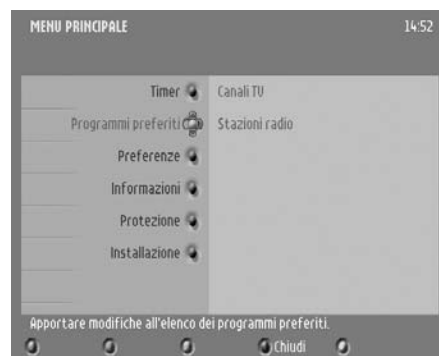 MENU PRINCIPALE 14:52
Timer Canali TV
Programmi preferiti Stazioni radio
Preferenze
Informazioni
Protezione
Installazione
Apportare modifiche all'elenco dei programmi preferiti.
Chiudi